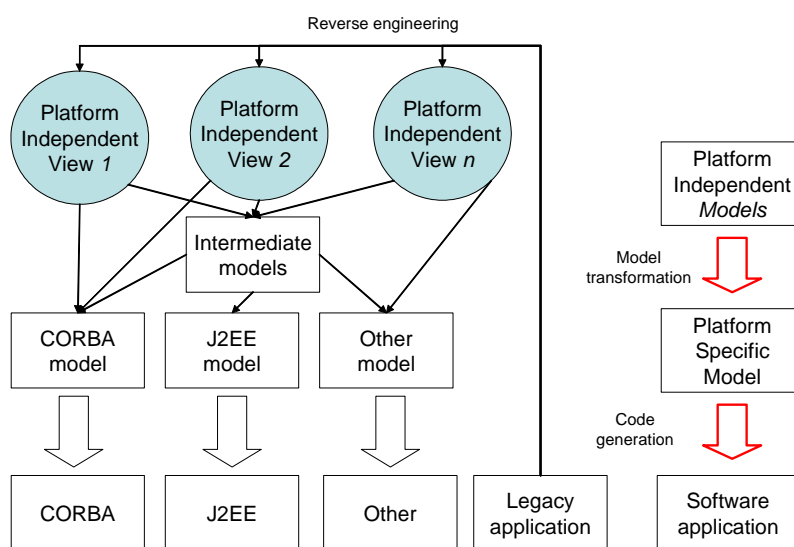 Reverse engineering
Platform
Independent
View 1
Platform
Independent
View 2
Platform
Independent
View n
Platform
Independent
Models
Intermediate
models
Model
transformation
CORBA
model
J2EE
model
Other
model
Platform
Specific
Model
Code
generation
CORBA
J2EE
Other
Legacy
application
Software
application